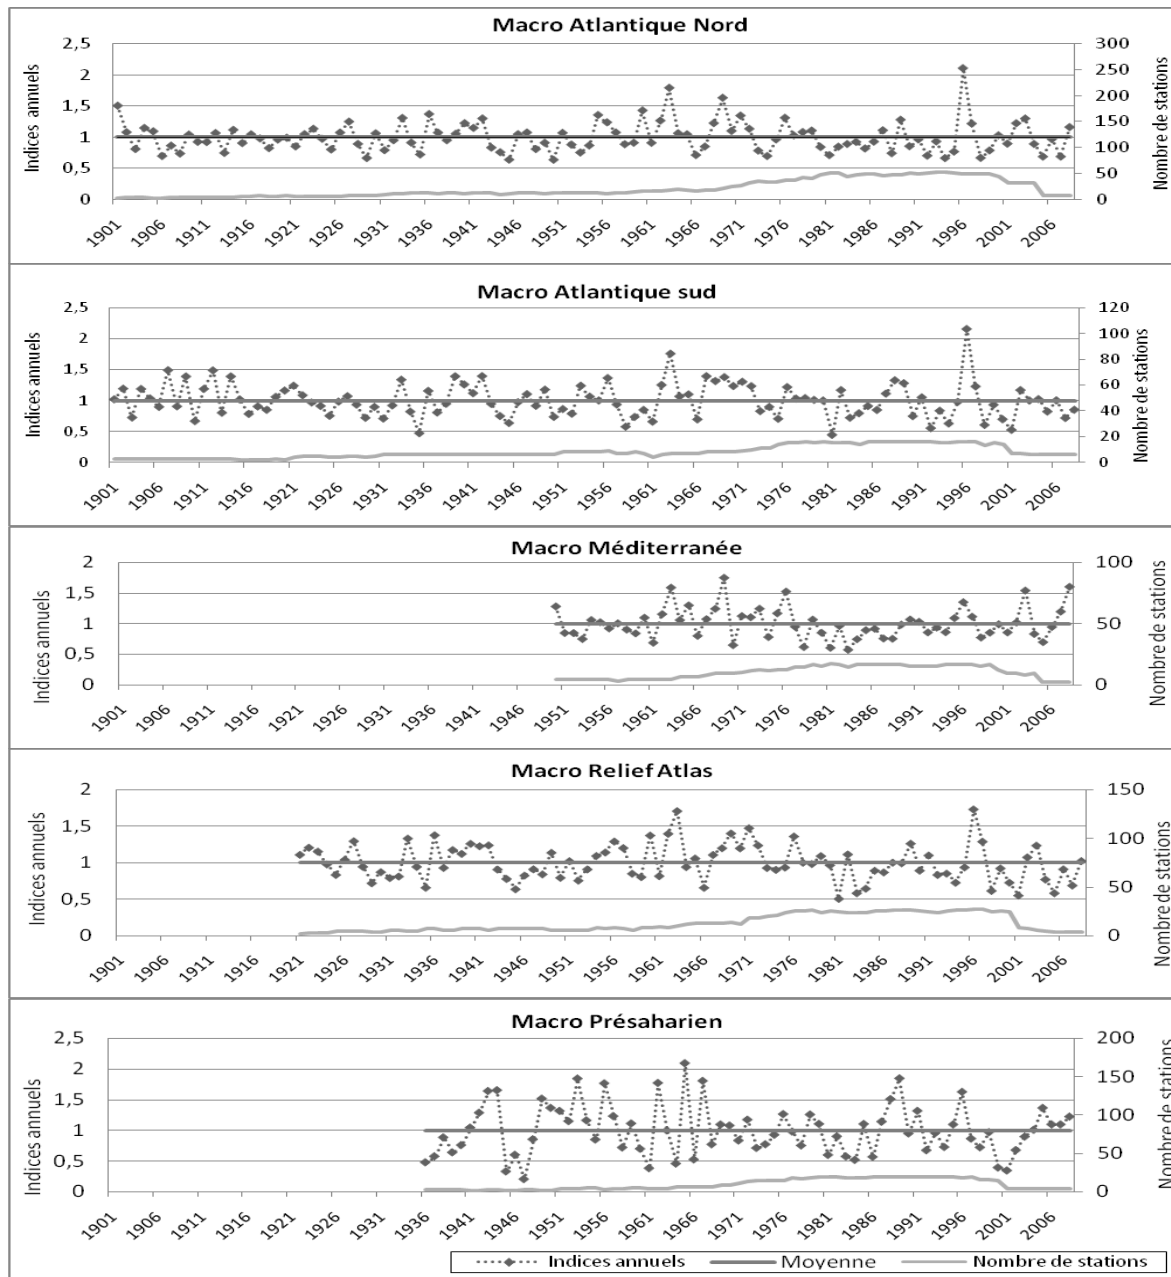 Macro Atlantique Nord
Indices annuels
2,5
2
1,5
1
0,5
0
300
250
200
150
100
50
0
Nombre de stations
1901 1906 1911 1916 1921 1926 1931 1936 1941 1946 1951 1956 1961 1966 1971 1976 1981 1986 1991 1996 2001 2006
Macro Atlantique sud
Indices annuels
2,5
2
1,5
1
0,5
0
120
100
80
60
40
20
0
Nombre de stations
1901 1906 1911 1916 1921 1926 1931 1936 1941 1946 1951 1956 1961 1966 1971 1976 1981 1986 1991 1996 2001 2006
Macro Méditerranée
Indices annuels
2
1,5
1
0,5
0
100
50
0
Nombre de stations
1901 1906 1911 1916 1921 1926 1931 1936 1941 1946 1951 1956 1961 1966 1971 1976 1981 1986 1991 1996 2001 2006
Macro Relief Atlas
Indices annuels
2
1,5
1
0,5
0
150
100
50
0
Nombre de stations
1901 1906 1911 1916 1921 1926 1931 1936 1941 1946 1951 1956 1961 1966 1971 1976 1981 1986 1991 1996 2001 2006
Macro Présaharien
Indices annuels
2,5
2
1,5
1
0,5
0
200
150
100
50
0
Nombre de stations
1901 1906 1911 1916 1921 1926 1931 1936 1941 1946 1951 1956 1961 1966 1971 1976 1981 1986 1991 1996 2001 2006
Indices annuels Moyenne Nombre de stations